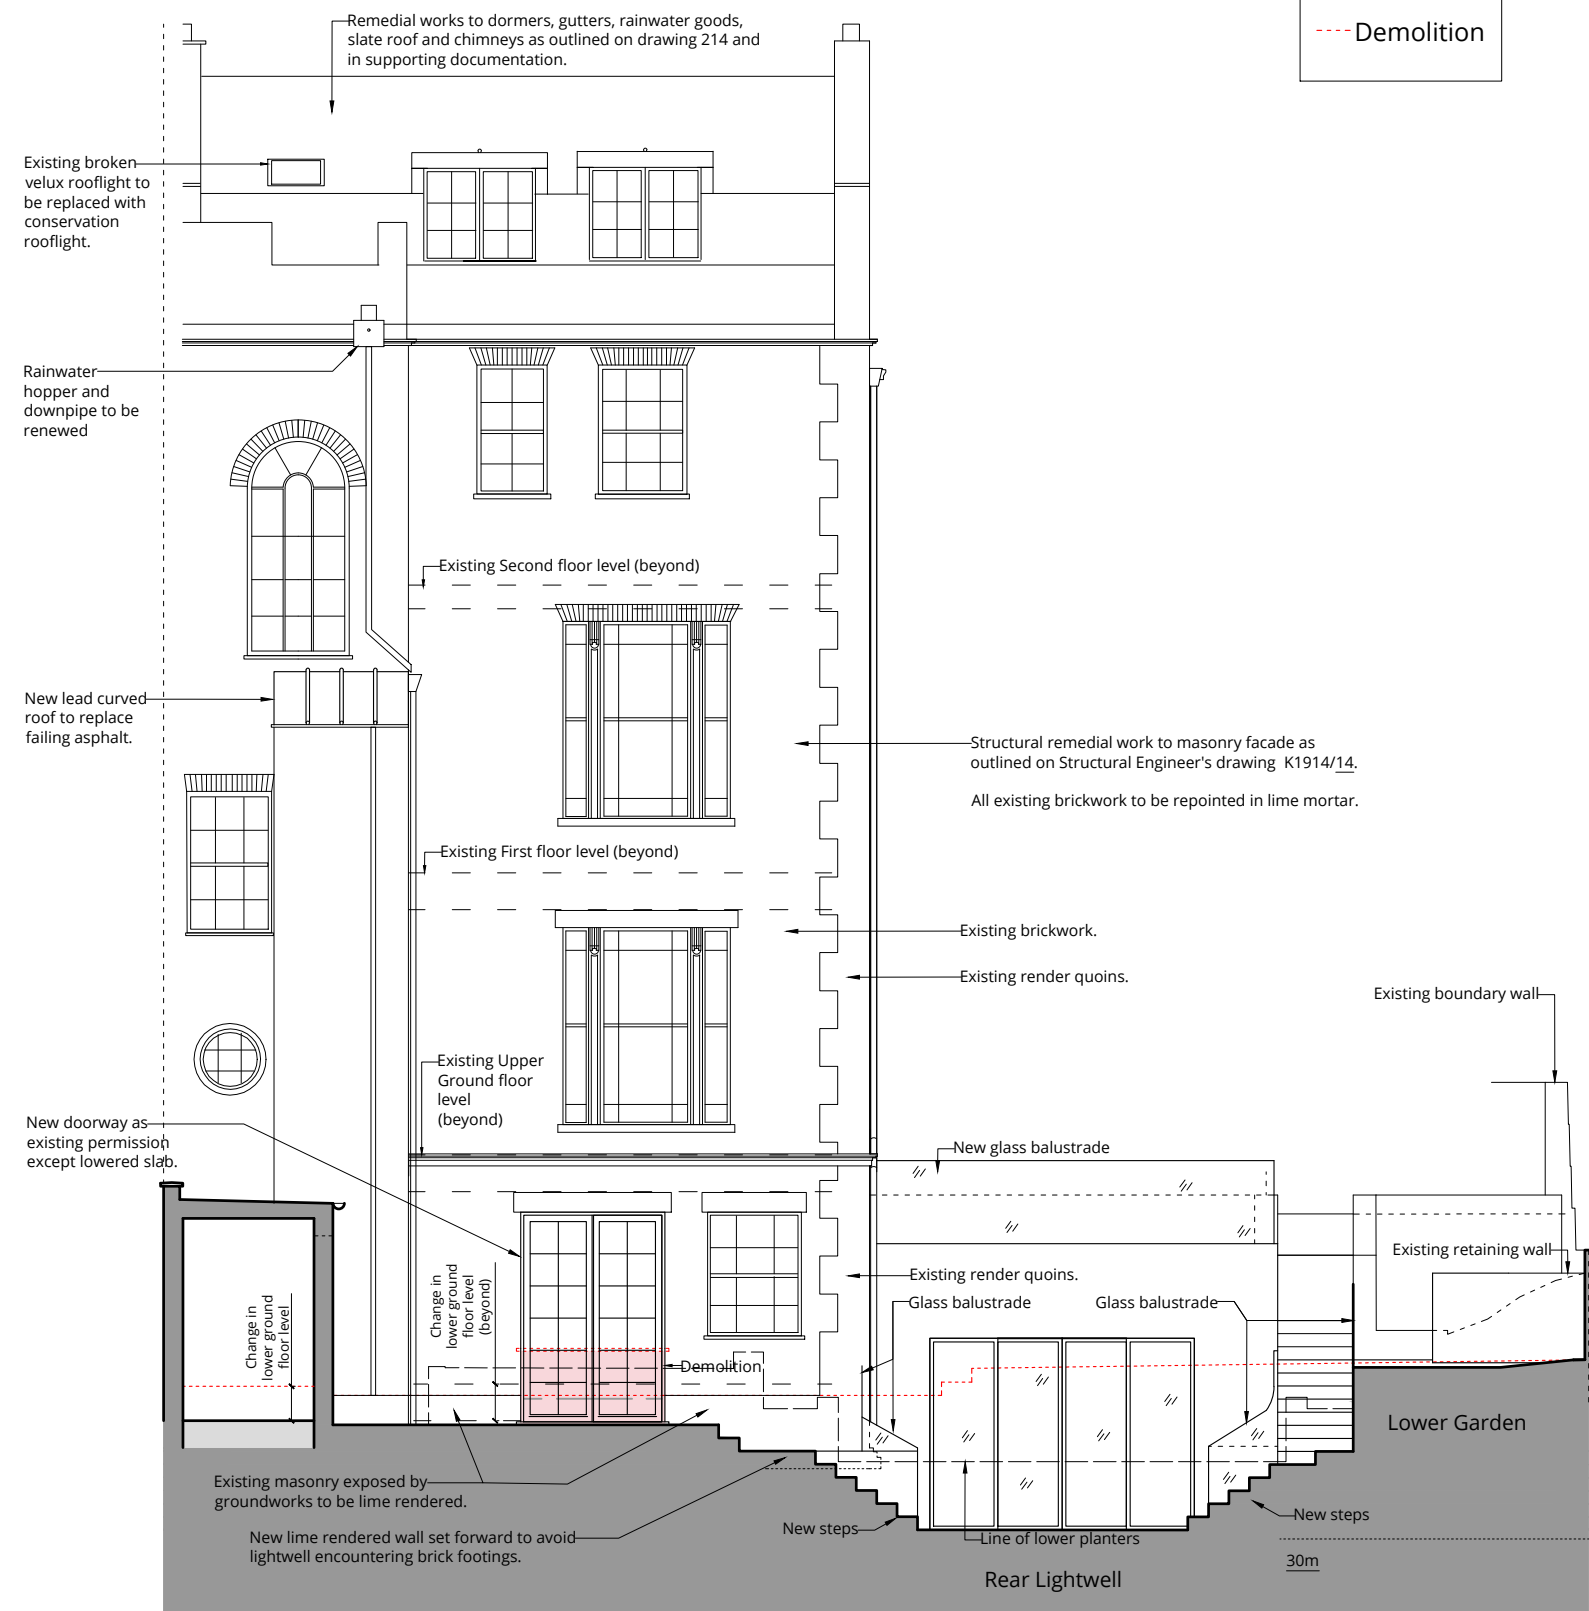 Remedial works to dormers, gutters, rainwater goods,
slate roof and chimneys as outlined on drawing 214 and
in supporting documentation.
Demolition
Existing broken
velux rooflight to
be replaced with
conservation
rooflight.
Rainwater
hopper and
downpipe to be
renewed
Existing Second floor level (beyond)
New lead curved
roof to replace
failing asphalt.
Structural remedial work to masonry facade as
outlined on Structural Engineer's drawing K1914/14.
All existing brickwork to be repointed in lime mortar.
Existing First floor level (beyond)
Existing brickwork.
Existing render quoins.
Existing boundary wall
Existing Upper
Ground floor
level
(beyond)
New doorway as
existing permission
except lowered slab.
New glass balustrade
Existing retaining wall
Existing render quoins.
Glass balustrade
Glass balustrade
Change in
lower ground
floor level
Change in
lower ground
floor level
(beyond)
Demolition
Lower Garden
Existing masonry exposed by
groundworks to be lime rendered.
New lime rendered wall set forward to avoid
lightwell encountering brick footings.
New steps
Line of lower planters
New steps
30m
Rear Lightwell